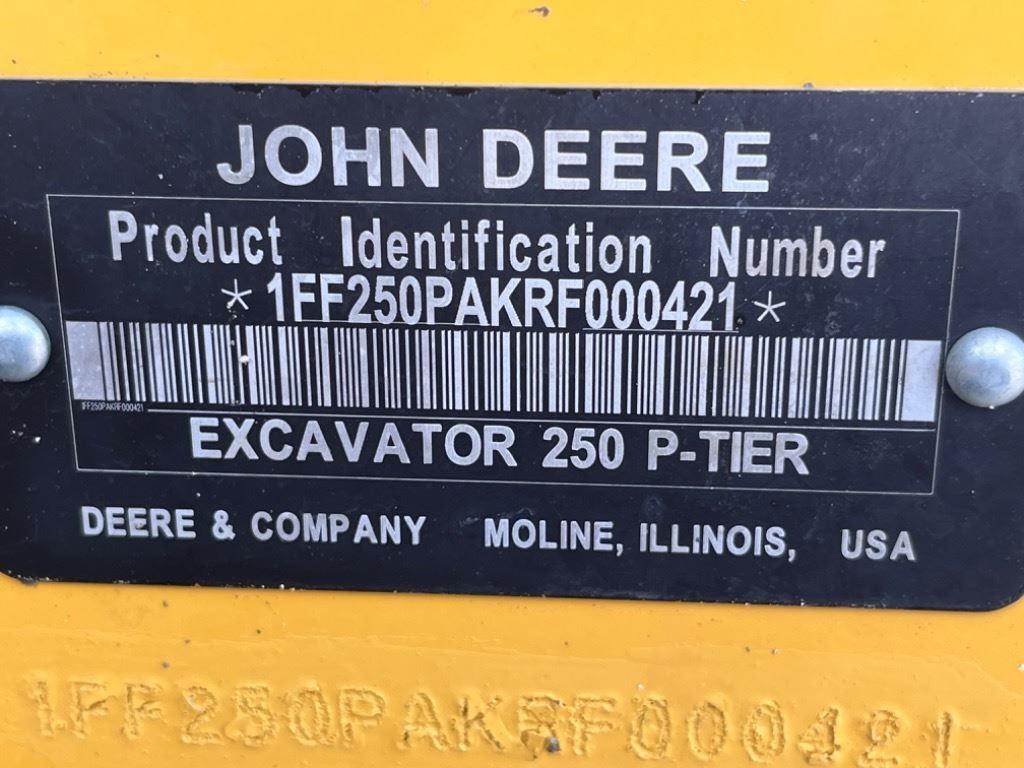 JOHN DEERE
Product Identification Number
* 1FF250PAKRF000421 *
1FF250PAKRF000421
EXCAVATOR 250 P-TIER
DEERE & COMPANY MOLINE, ILLINOIS, USA
1FF250PAKRF000421